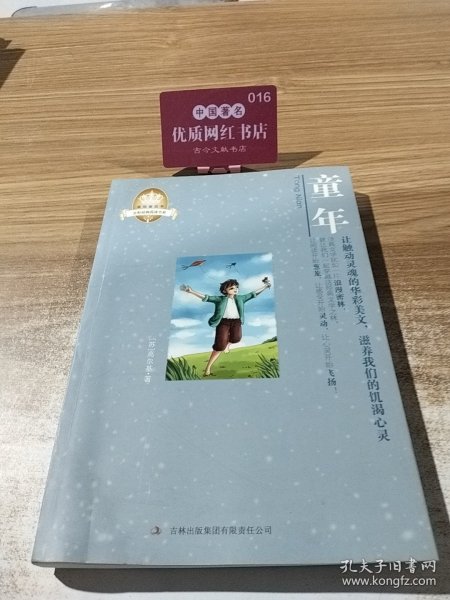 016
中国著名
优质网红书店
古今文献书店
童年
Tong Nian
让触动灵魂的华彩美文，滋养我们的饥渴心灵
[苏]高尔基·著
吉林出版集团有限责任公司
孔夫子旧书网
www.kongfz.com